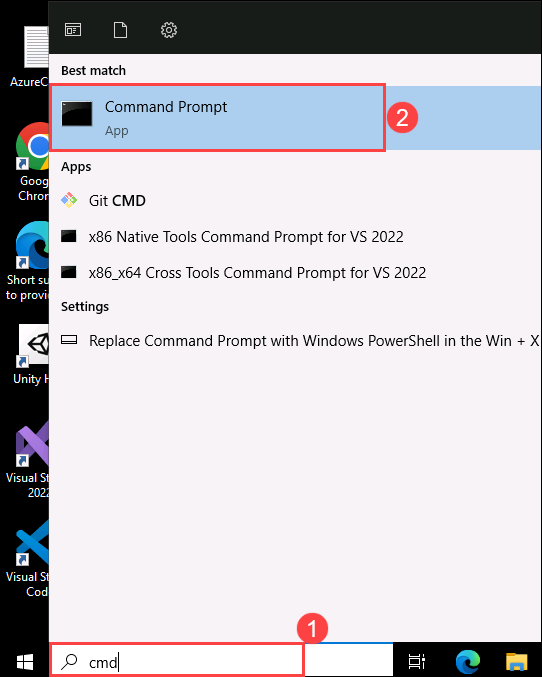 AzureC
Best match
Command Prompt
App
2
Apps
Goog
Chron
Git CMD
x86 Native Tools Command Prompt for VS 2022
x86_x64 Cross Tools Command Prompt for VS 2022
Short su
to provid
Settings
Replace Command Prompt with Windows PowerShell in the Win + X
Unity H
Visual St
2022
Visual St
Cod
1
cmd